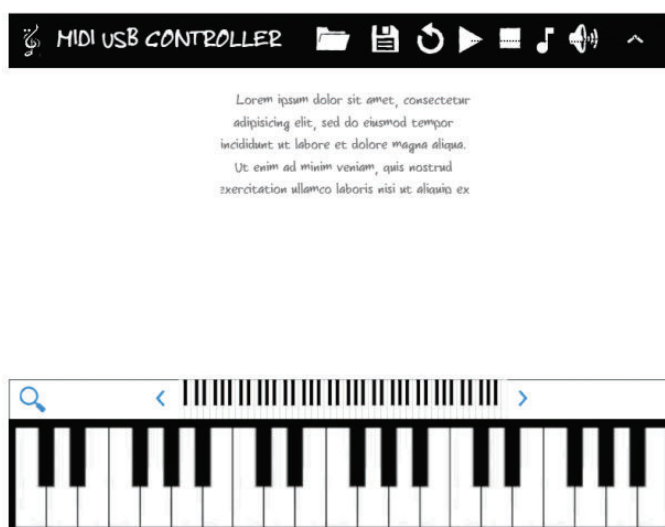 MIDI USB CONTROLLER
Lorem ipsum dolor sit amet, consectetur
adipisicing elit, sed do eiusmod tempor
incididunt ut labore et dolore magna aliqua.
Ut enim ad minim veniam, quis nostrud
exercitation ullamco laboris nisi ut aliquip ex